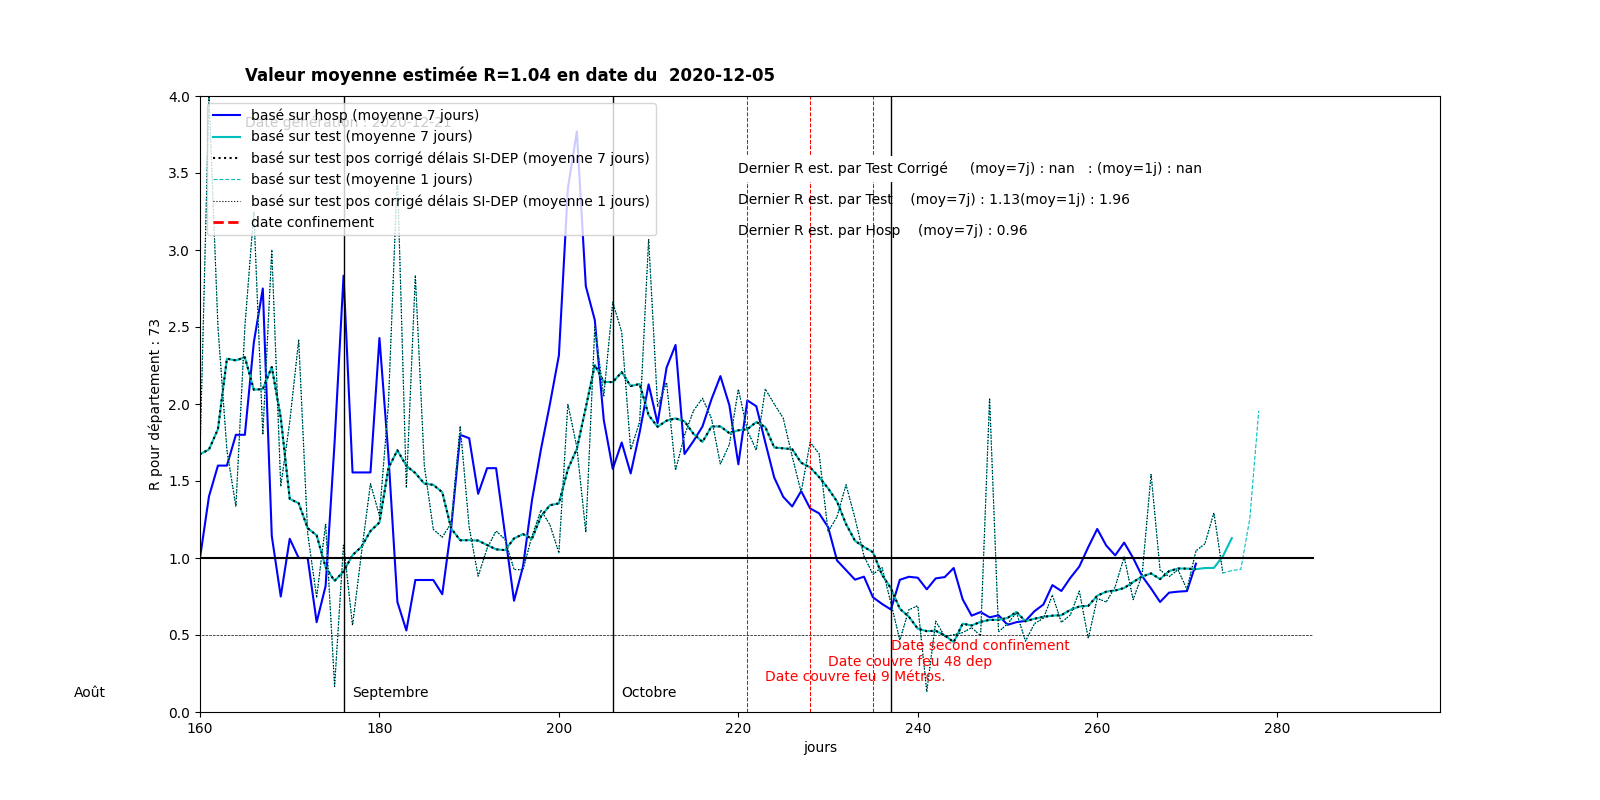 Valeur moyenne estimée R=1.04 en date du  2020-12-05
Date génération : 2020-12-21
basé sur hosp (moyenne 7 jours)
basé sur test (moyenne 7 jours)
basé sur test pos corrigé délais SI-DEP (moyenne 7 jours)
basé sur test (moyenne 1 jours)
basé sur test pos corrigé délais SI-DEP (moyenne 1 jours)
date confinement
Dernier R est. par Test Corrigé     (moy=7j) : nan   : (moy=1j) : nan
Dernier R est. par Test    (moy=7j) : 1.13(moy=1j) : 1.96
Dernier R est. par Hosp    (moy=7j) : 0.96
R pour département : 73
4.0
3.5
3.0
2.5
2.0
1.5
1.0
0.5
0.0
Date second confinement
Date couvre feu 48 dep
Date couvre feu 9 Métros.
Août
Septembre
Octobre
160 180 200 220 240 260 280
jours